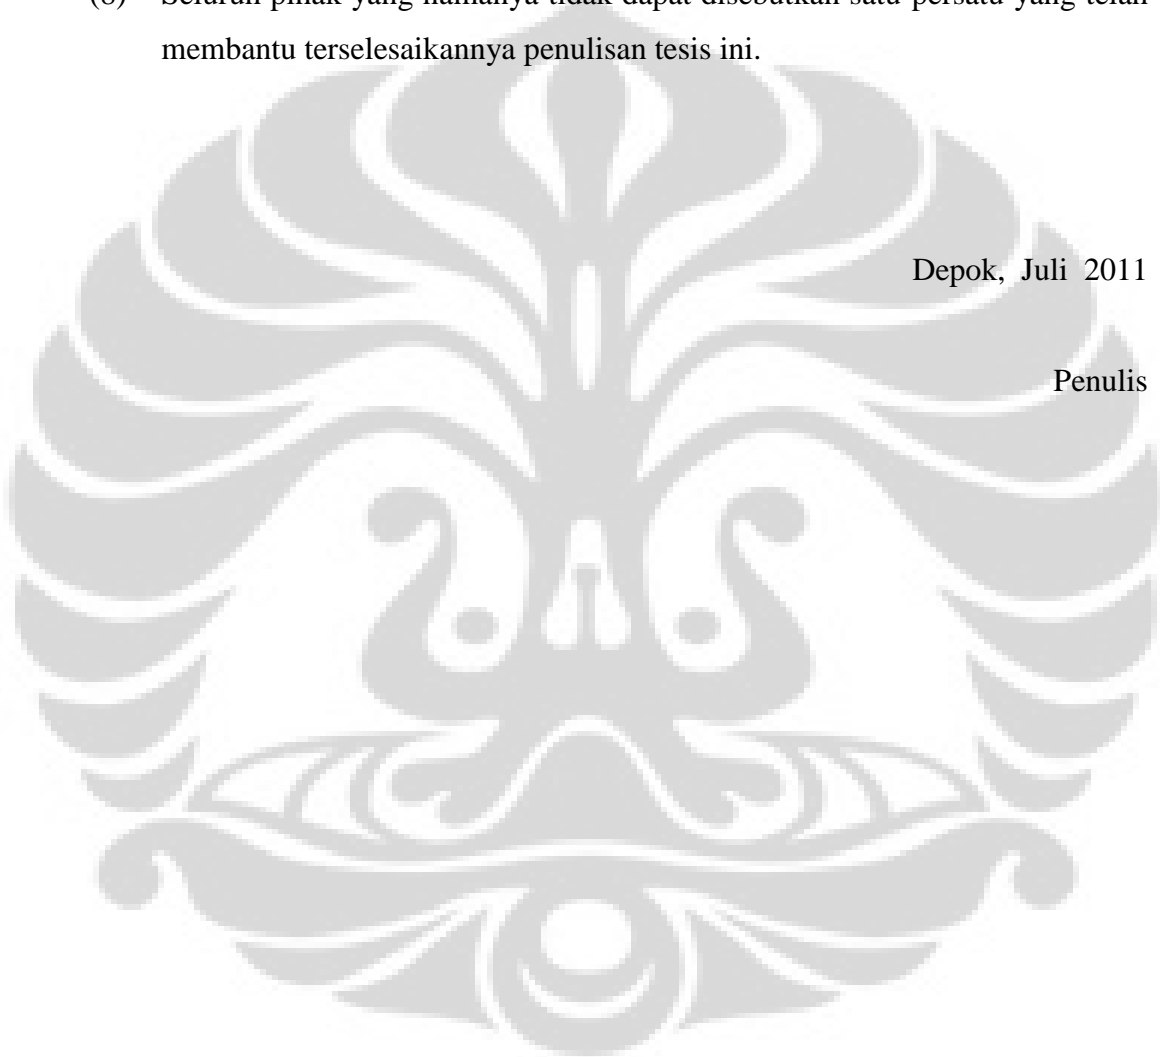 (8) Seluruh pihak yang namanya tidak dapat disebutkan satu persatu yang telah
membantu terselesaikannya penulisan tesis ini.
Depok, Juli 2011
Penulis